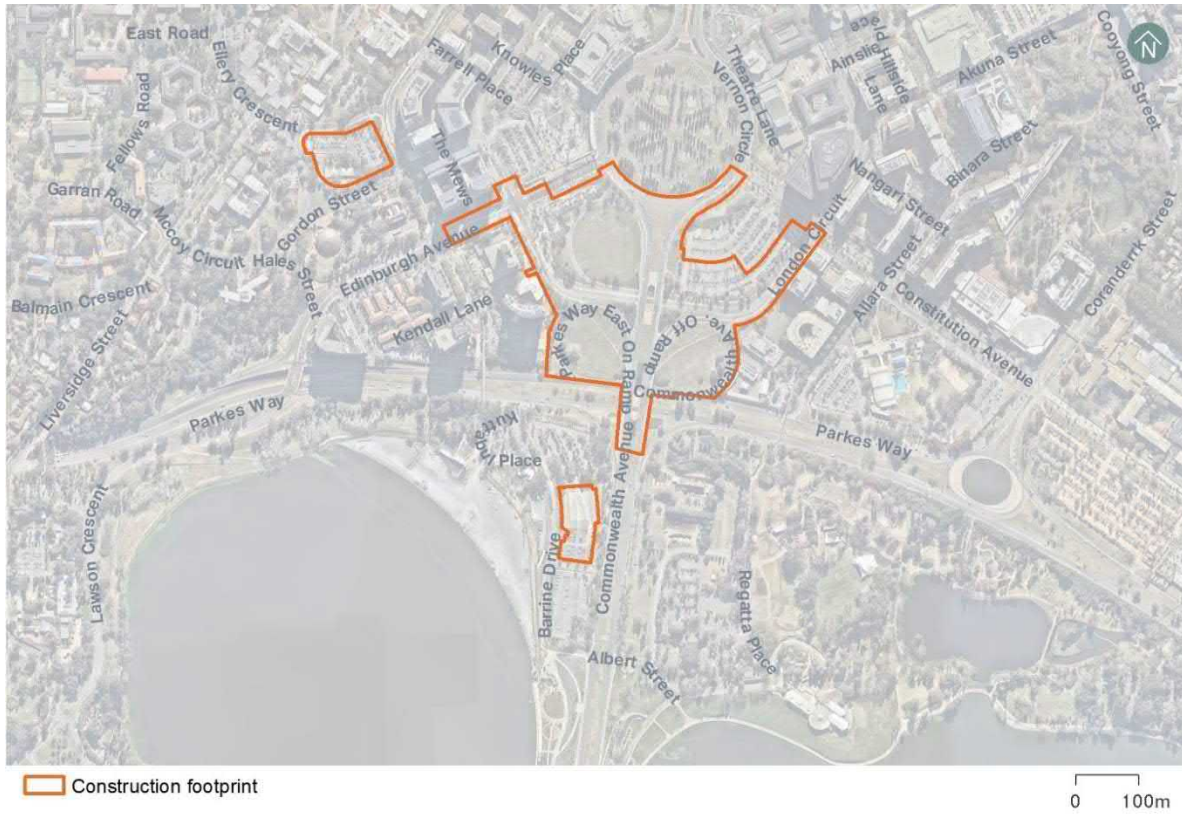 East Road
Ellery Crescent
Farrell Place
Knowles Place
Theatre Lane
Vernon Circle
Ainslie
ace
Old Hillside
Lane
Akuna Street
Cooyong Street
N
Fellows Road
The Mews
Garran Road
Gordon Street
Nangari Street
Binara Street
McCoy Circuit
Hales Street
Edinburgh Avenue
London Circuit
Allara Street
Coranderrk Street
Balmain Crescent
Liversidge Street
Kendall Lane
Parkes Way East On Ramp
Commonwealth Ave. Off Ramp
Constitution Avenue
Parkes Way
Parkes Way
Place
Commonwealth Avenue
Lawson Crescent
Barrine Drive
Regatta Place
Albert Street
Construction footprint
0 100m